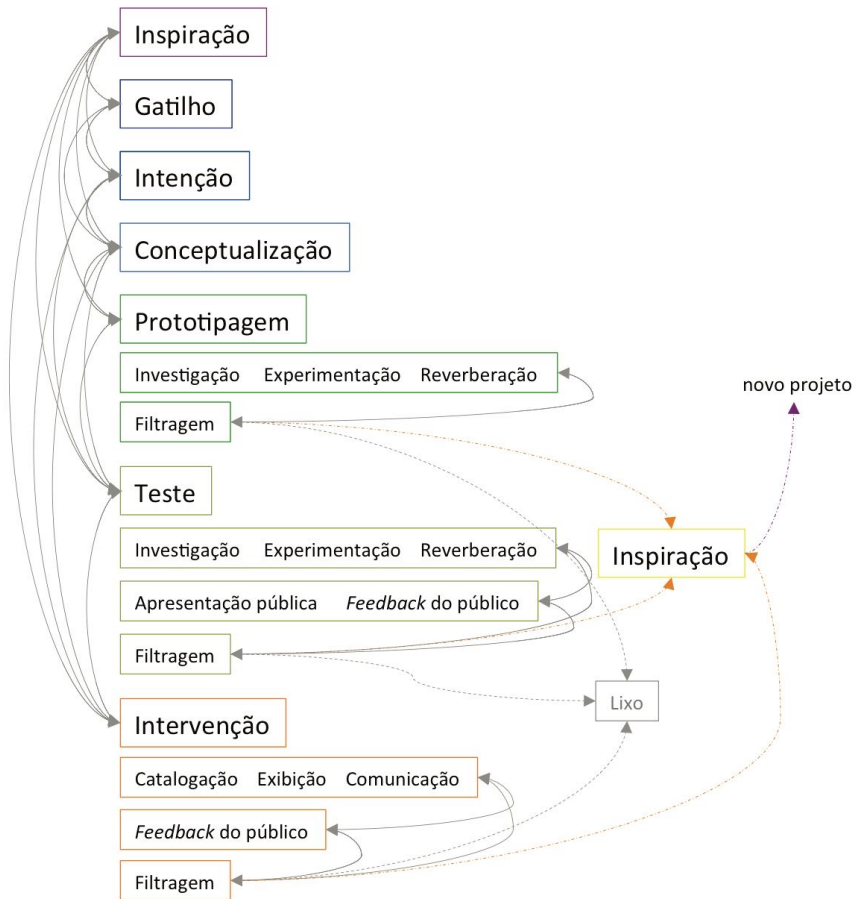 Inspiração
Gatilho
Intenção
Conceptualização
Prototipagem
Investigação Experimentação Reverberação
novo projeto
Filtragem
Teste
Investigação Experimentação Reverberação
Inspiração
Apresentação pública Feedback do público
Filtragem
Lixo
Intervenção
Catalogação Exibição Comunicação
Feedback do público
Filtragem